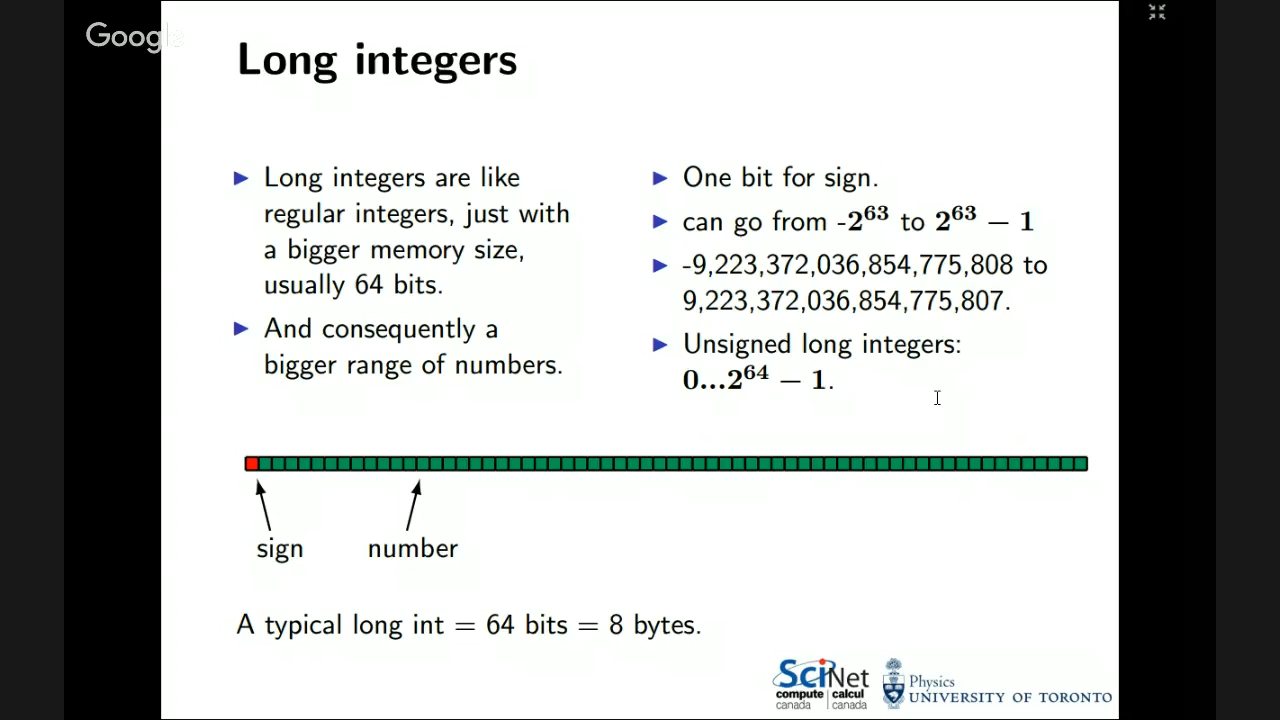 Google
Long integers
Long integers are like
regular integers, just with
a bigger memory size,
usually 64 bits.
And consequently a
bigger range of numbers.
One bit for sign.
can go from -2^63 to 2^63 − 1
-9,223,372,036,854,775,808 to
9,223,372,036,854,775,807.
Unsigned long integers:
0...2^64 − 1.
sign number
A typical long int = 64 bits = 8 bytes.
SciNet
compute | calcul
canada | canada
Physics
UNIVERSITY OF TORONTO